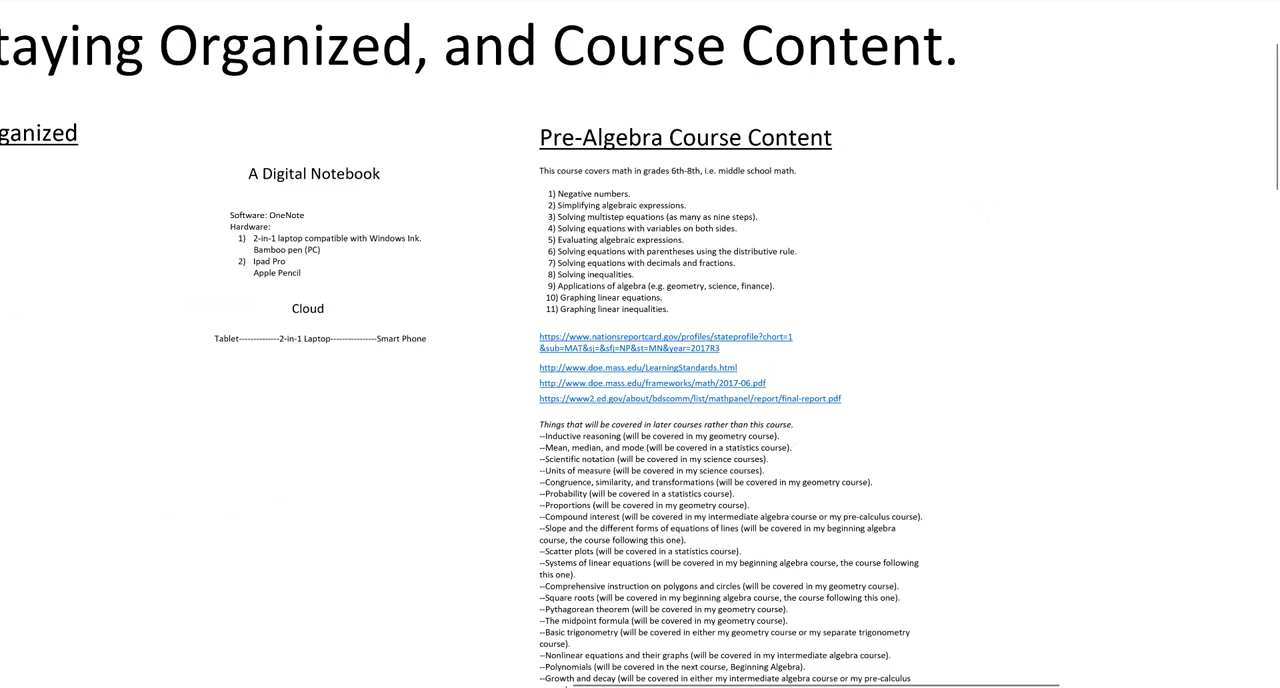 taying Organized, and Course Content.
ganized
A Digital Notebook
Software: OneNote
Hardware:
1) 2-in-1 laptop compatible with Windows Ink.
Bamboo pen (PC)
2) Ipad Pro
Apple Pencil
Cloud
Tablet--------------2-in-1 Laptop----------------Smart Phone
Pre-Algebra Course Content
This course covers math in grades 6th-8th, i.e. middle school math.
1) Negative numbers.
2) Simplifying algebraic expressions.
3) Solving multistep equations (as many as nine steps).
4) Solving equations with variables on both sides.
5) Evaluating algebraic expressions.
6) Solving equations with parentheses using the distributive rule.
7) Solving equations with decimals and fractions.
8) Solving inequalities.
9) Applications of algebra (e.g. geometry, science, finance).
10) Graphing linear equations.
11) Graphing linear inequalities.
https://www.nationsreportcard.gov/profiles/stateprofile?chort=1
&sub=MAT&sj=&sfj=NP&st=MN&year=2017R3
http://www.doe.mass.edu/LearningStandards.html
http://www.doe.mass.edu/frameworks/math/2017-06.pdf
https://www2.ed.gov/about/bdscomm/list/mathpanel/report/final-report.pdf
Things that will be covered in later courses rather than this course.
--Inductive reasoning (will be covered in my geometry course).
--Mean, median, and mode (will be covered in a statistics course).
--Scientific notation (will be covered in my science courses).
--Units of measure (will be covered in my science courses).
--Congruence, similarity, and transformations (will be covered in my geometry course).
--Probability (will be covered in a statistics course).
--Proportions (will be covered in my geometry course).
--Compound interest (will be covered in my intermediate algebra course or my pre-calculus course).
--Slope and the different forms of equations of lines (will be covered in my beginning algebra
course, the course following this one).
--Scatter plots (will be covered in a statistics course).
--Systems of linear equations (will be covered in my beginning algebra course, the course following
this one).
--Comprehensive instruction on polygons and circles (will be covered in my geometry course).
--Square roots (will be covered in my beginning algebra course, the course following this one).
--Pythagorean theorem (will be covered in my geometry course).
--The midpoint formula (will be covered in my geometry course).
--Basic trigonometry (will be covered in either my geometry course or my separate trigonometry
course).
--Nonlinear equations and their graphs (will be covered in my intermediate algebra course).
--Polynomials (will be covered in the next course, Beginning Algebra).
--Growth and decay (will be covered in either my intermediate algebra course or my pre-calculus